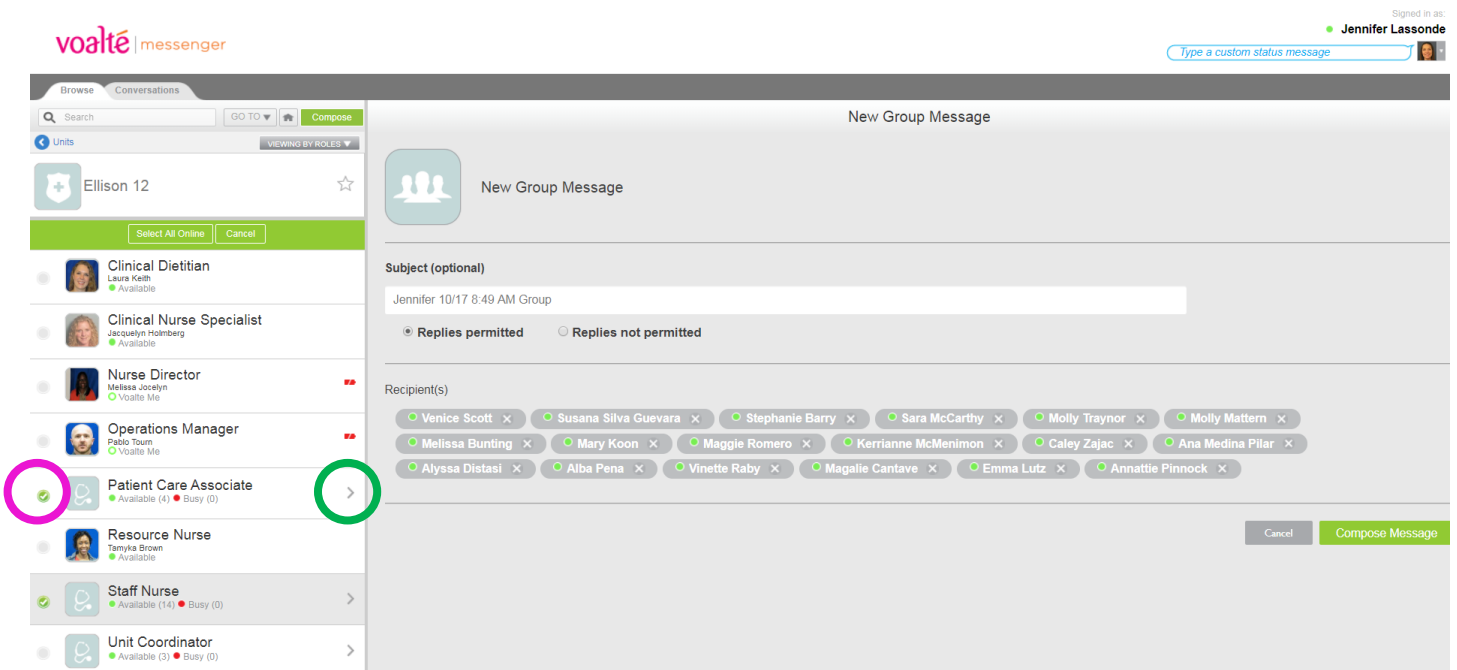 Signed in as:
Jennifer Lassonde
voalté messenger
Type a custom status message
Browse Conversations
Search GO TO Compose
Units VIEWING BY ROLES
Ellison 12
Select All Online Cancel
Clinical Dietitian
Laura Keith
Available
Clinical Nurse Specialist
Jacquelyn Holmberg
Available
Nurse Director
Melissa Jocelyn
Voalte Me
Operations Manager
Pablo Tourn
Voalte Me
Patient Care Associate
Available (4) Busy (0)
Resource Nurse
Tamyka Brown
Available
Staff Nurse
Available (14) Busy (0)
Unit Coordinator
Available (3) Busy (0)
New Group Message
New Group Message
Subject (optional)
Jennifer 10/17 8:49 AM Group
Replies permitted Replies not permitted
Recipient(s)
Venice Scott Susana Silva Guevara Stephanie Barry Sara McCarthy Molly Traynor Molly Mattern
Melissa Bunting Mary Koon Maggie Romero Kerrianne McMenimon Caley Zajac Ana Medina Pilar
Alyssa Distasi Alba Pena Vinette Raby Magalie Cantave Emma Lutz Annattie Pinnock
Cancel Compose Message